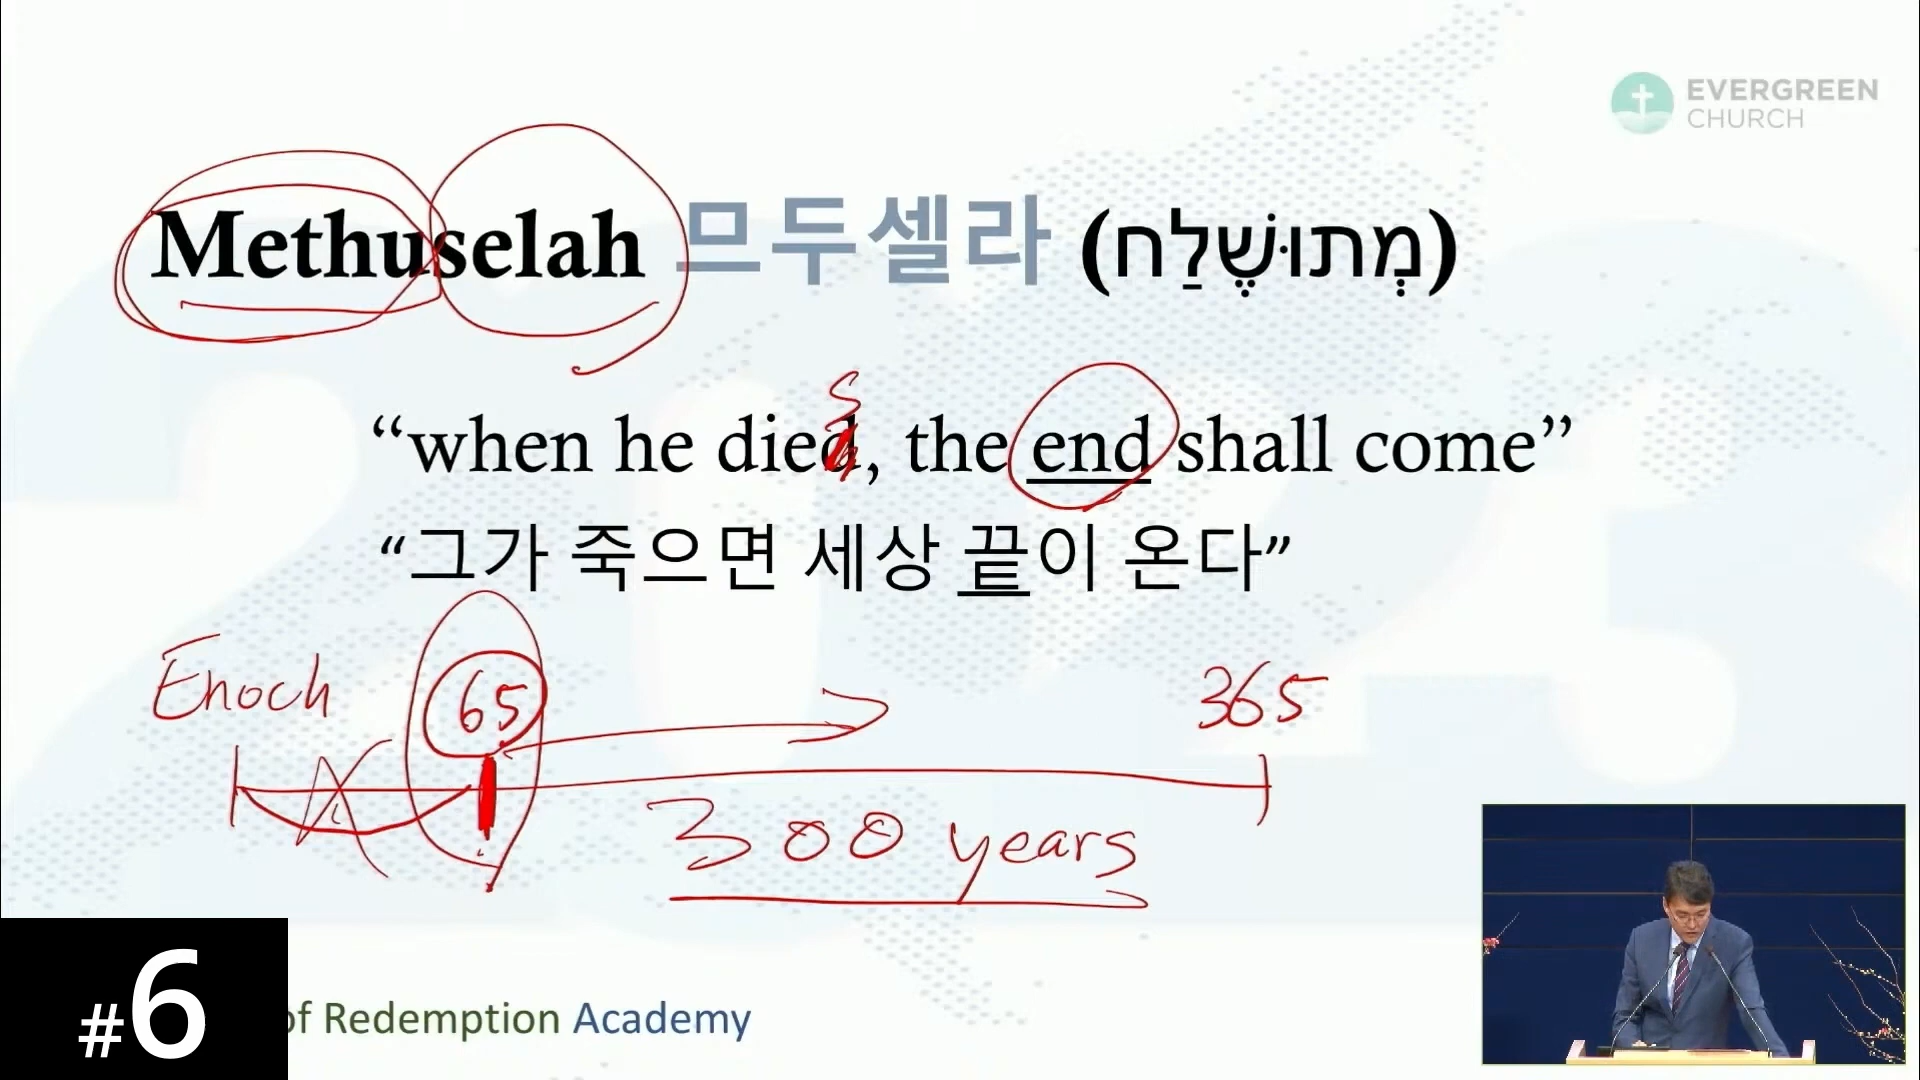 EVERGREEN
CHURCH
Methuselah 므두셀라 (מְתוּשֶׁלַח)
s
“when he died, the end shall come”
“그가 죽으면 세상 끝이 온다”
Enoch 65 365
300 years
#6 of Redemption Academy